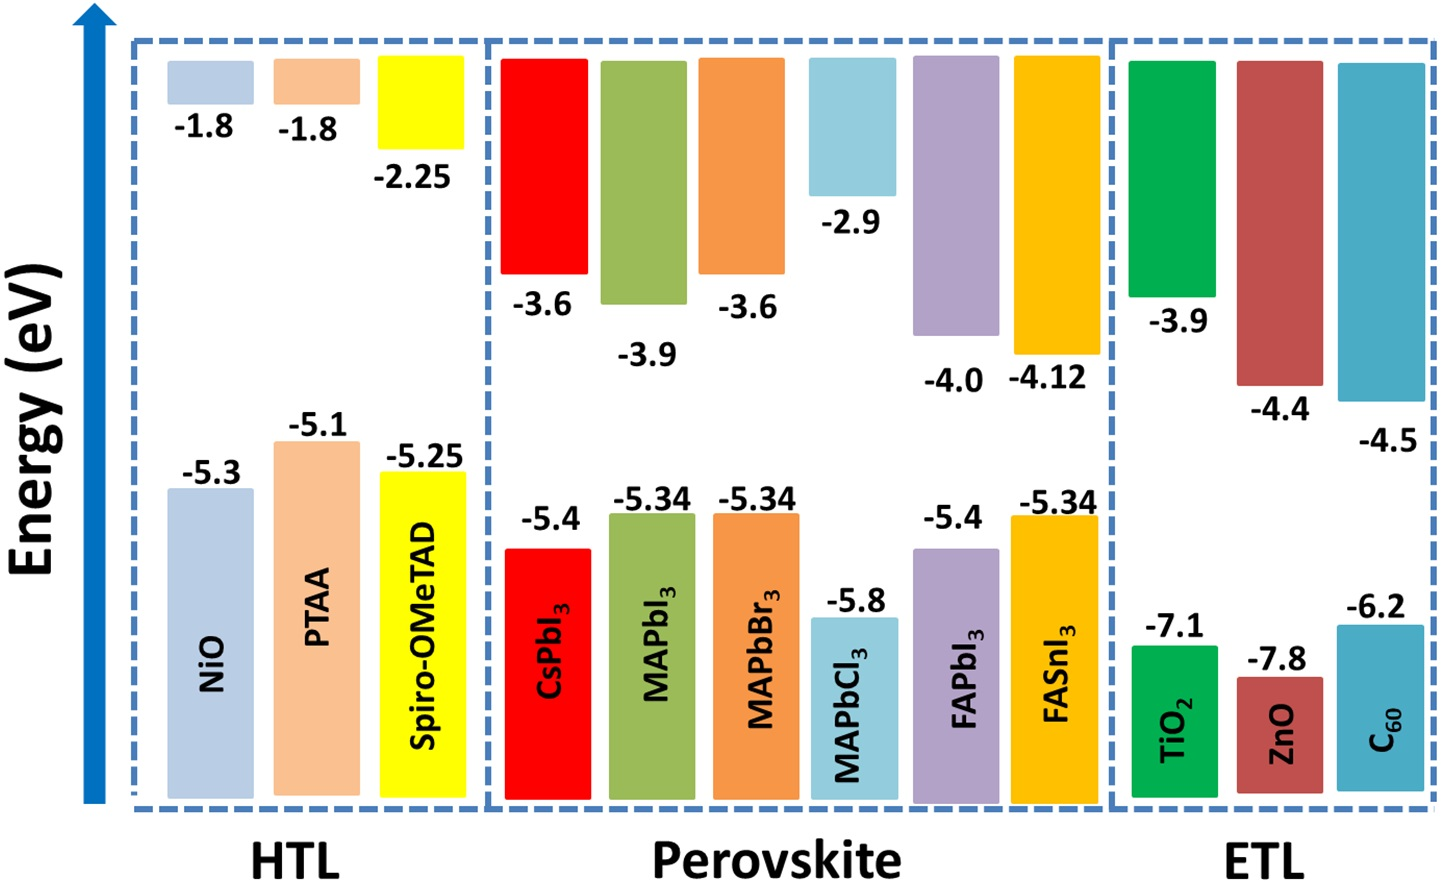 Energy (eV)
-1.8
-1.8
-2.25
-5.3
-5.1
-5.25
NiO
PTAA
Spiro-OMeTAD
HTL
-3.6
-3.9
-3.6
-2.9
-4.0
-4.12
-5.4
-5.34
-5.34
-5.8
-5.4
-5.34
CsPbI₃
MAPbI₃
MAPbBr₃
MAPbCl₃
FAPbI₃
FASnI₃
Perovskite
-3.9
-4.4
-4.5
-7.1
-7.8
-6.2
TiO₂
ZnO
C₆₀
ETL